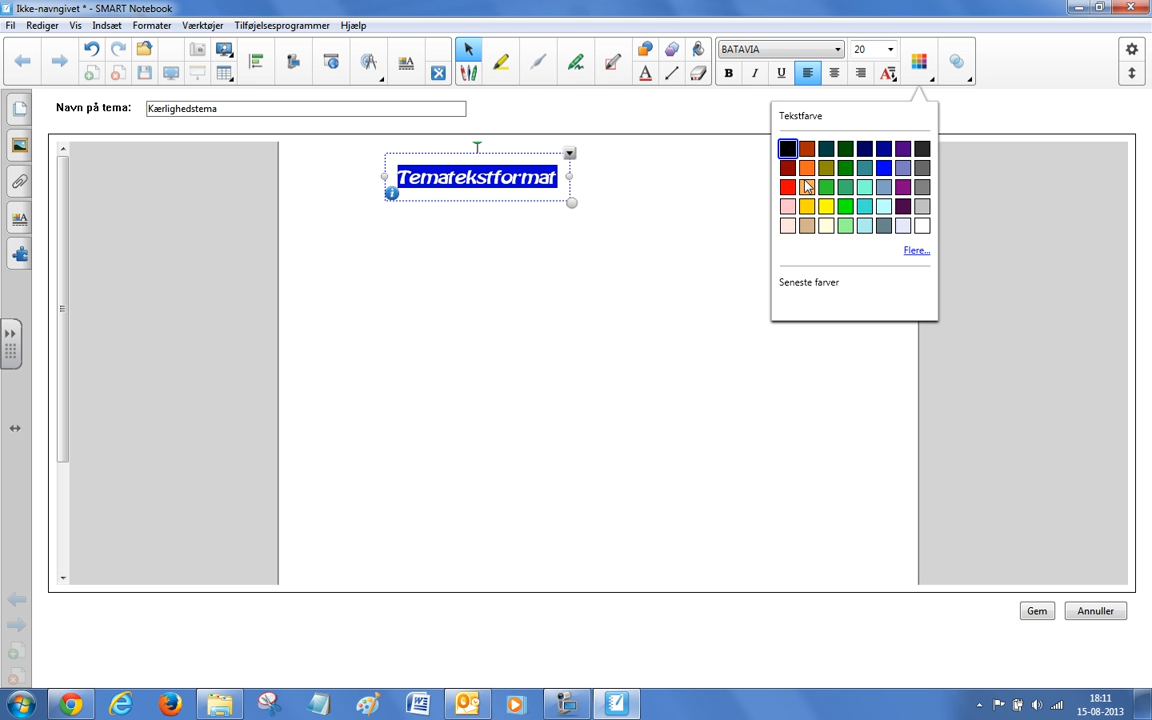 Ikke-navngivet * - SMART Notebook
Fil Rediger Vis Indsæt Formater Værktøjer Tilføjelsesprogrammer Hjælp
BATAVIA 20
B I U
Navn på tema: Kærlighedstema
Tekstfarve
Tematekstformat
Flere...
Seneste farver
Gem Annuller
18:11
15-08-2013